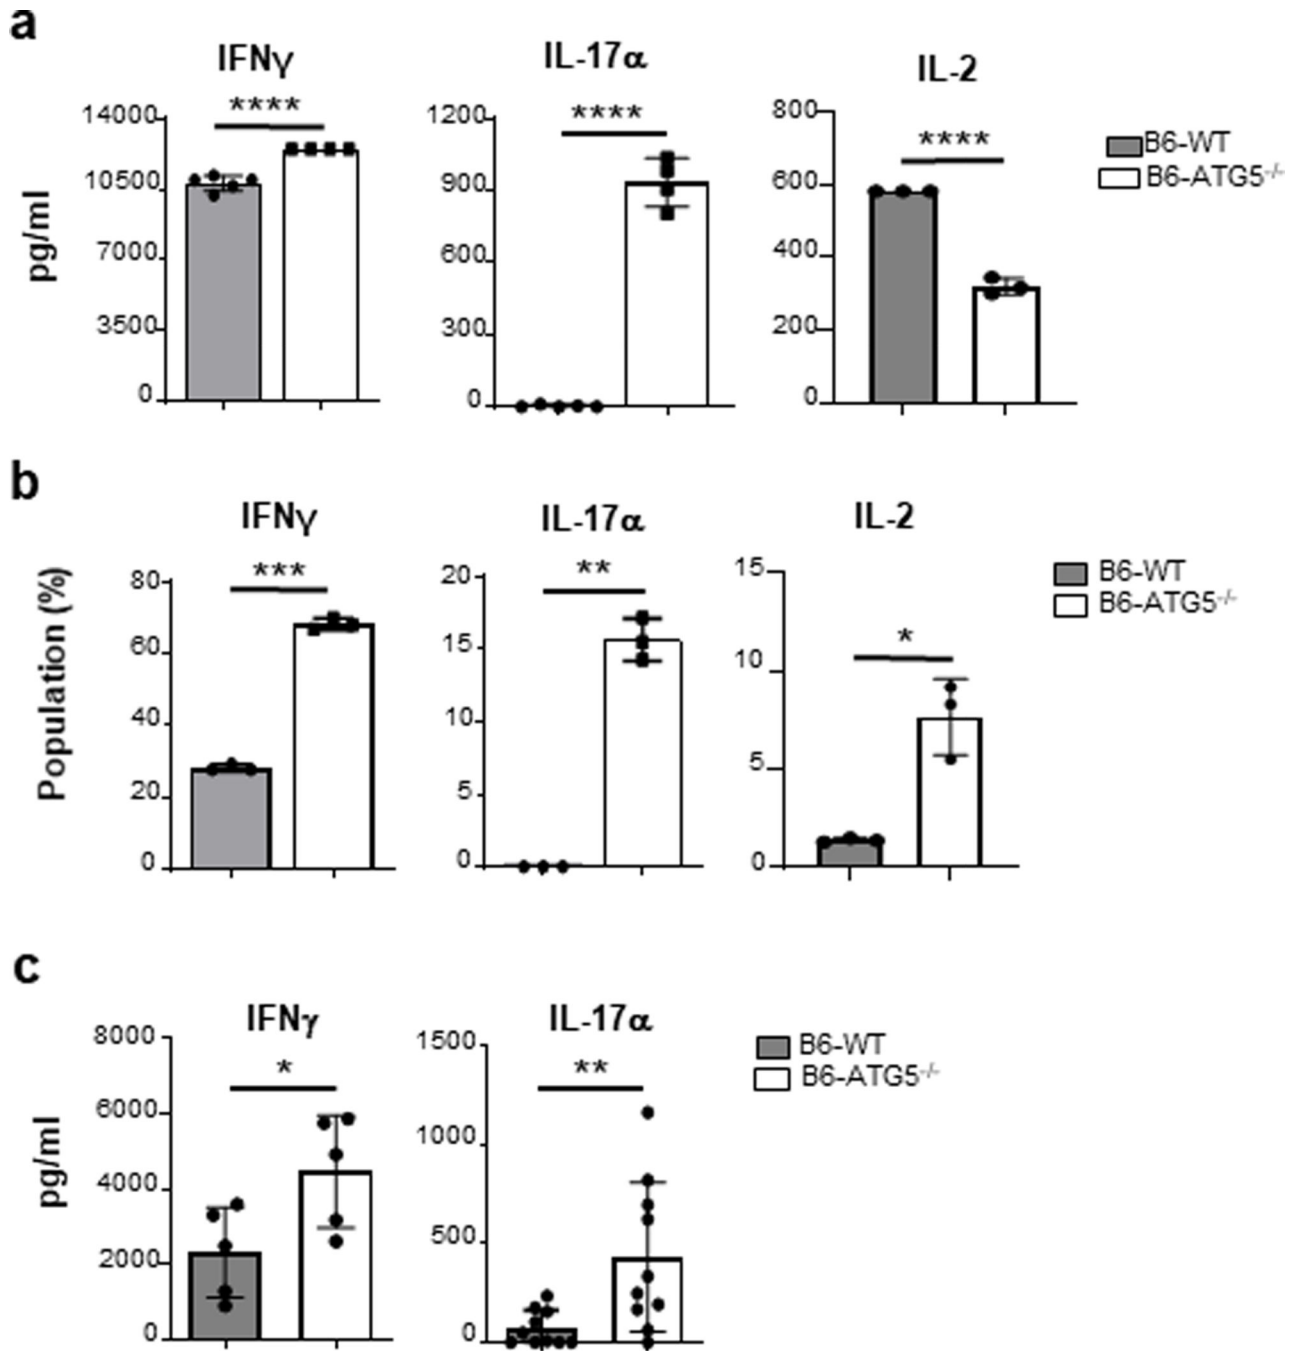 a
IFNγ
IL-17α
IL-2
pg/ml
14000
10500
7000
3500
0
****
1200
900
600
300
0
****
800
600
400
200
0
****
B6-WT
B6-ATG5-/-
b
IFNγ
IL-17α
IL-2
Population (%)
80
60
40
20
0
***
20
15
10
5
0
**
15
10
5
0
*
B6-WT
B6-ATG5-/-
c
IFNγ
IL-17α
pg/ml
8000
6000
4000
2000
0
*
1500
1000
500
0
**
B6-WT
B6-ATG5-/-